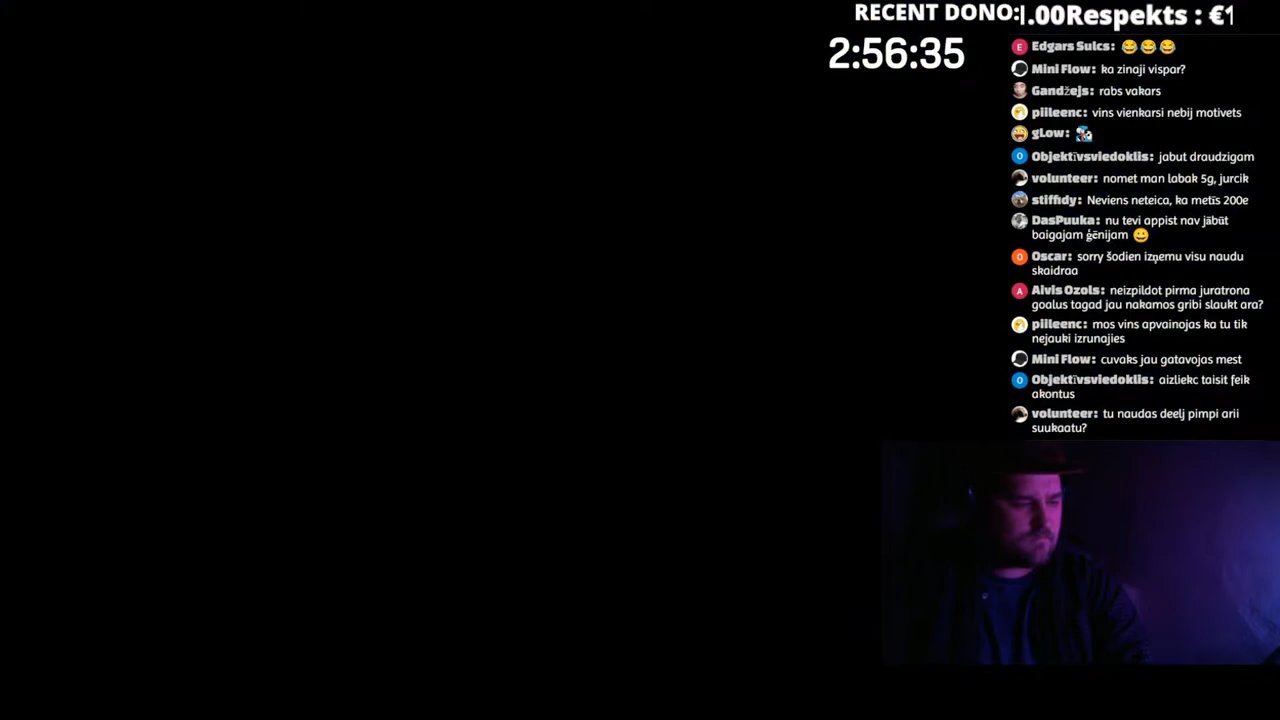 RECENT DONO: 1.00Respekts : €1
2:56:35
Edgars Sulcs: 😂😂😂
Mini Flow: ka zinaji vispar?
Gandžejs: rabs vakars
piileenc: vins vienkarsi nebij motivets
gLow:
Objektīvsviedoklis: jabut draudzigam
volunteer: nomet man labak 5g, jurcik
stiffidy: Neviens neteica, ka metīs 200e
DasPuuka: nu tevi appist nav jābūt
baigajam ģēnijam 😀
Oscar: sorry šodien izņemu visu naudu
skaidraa
Aivis Ozols: neizpildot pirma juratrona
goalus tagad jau nakamos gribi slaukt ara?
piileenc: mos vins apvainojas ka tu tik
nejauki izrunajies
Mini Flow: cuvaks jau gatavojas mest
Objektīvsviedoklis: aizliekc taisit feik
akontus
volunteer: tu naudas deelj pimpi arii
suukaatu?